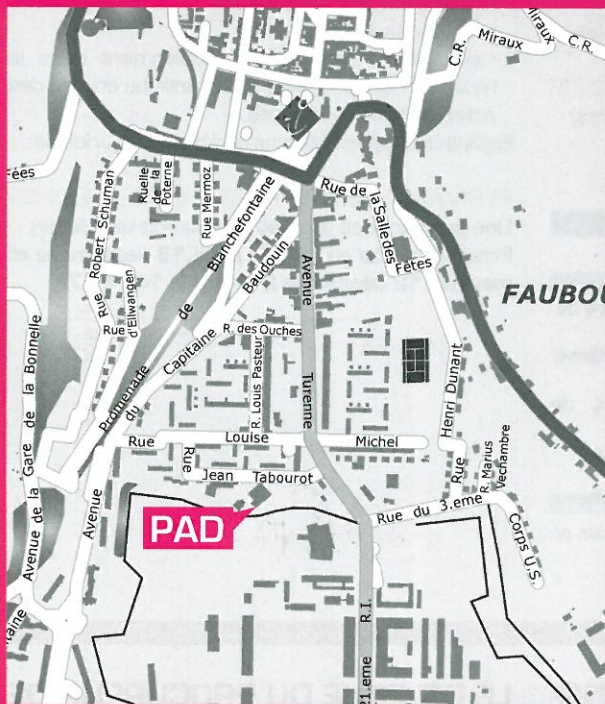 Miraux
C.R.
Miraux
C.R.
Fées
Rue Robert Schuman
Ruelle de la Poterne
Rue Mermoz
Promenade de Blanchefontaine
Rue de la Salle des Fêtes
Rue d'Ellwangen
Avenue du Capitaine Baudouin
Avenue Turenne
FAUBOU
R. des Ouches
R. Louis Pasteur
Rue Henri Dunant
Avenue de la Gare de la Bonnelle
Rue Louise Michel
Rue Jean Tabourot
R. Marius Vechambre
PAD
Rue du 3.eme Corps U.S.
taine
21.eme R.I.